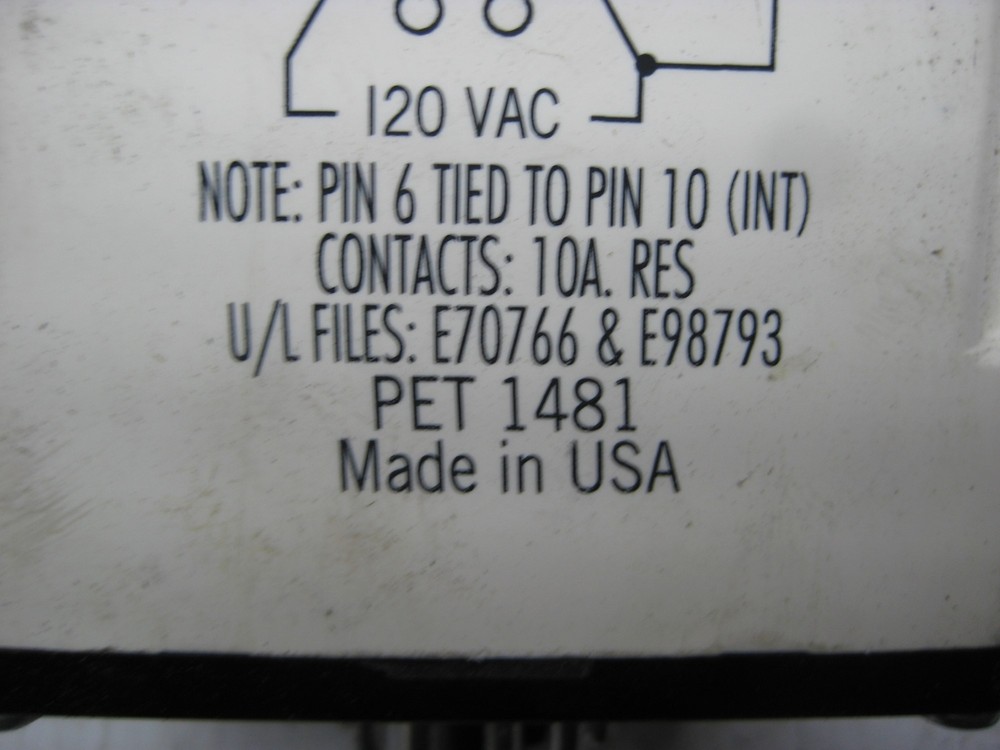 120 VAC
NOTE: PIN 6 TIED TO PIN 10 (INT)
CONTACTS: 10A. RES
U/L FILES: E70766 & E98793
PET 1481
Made in USA